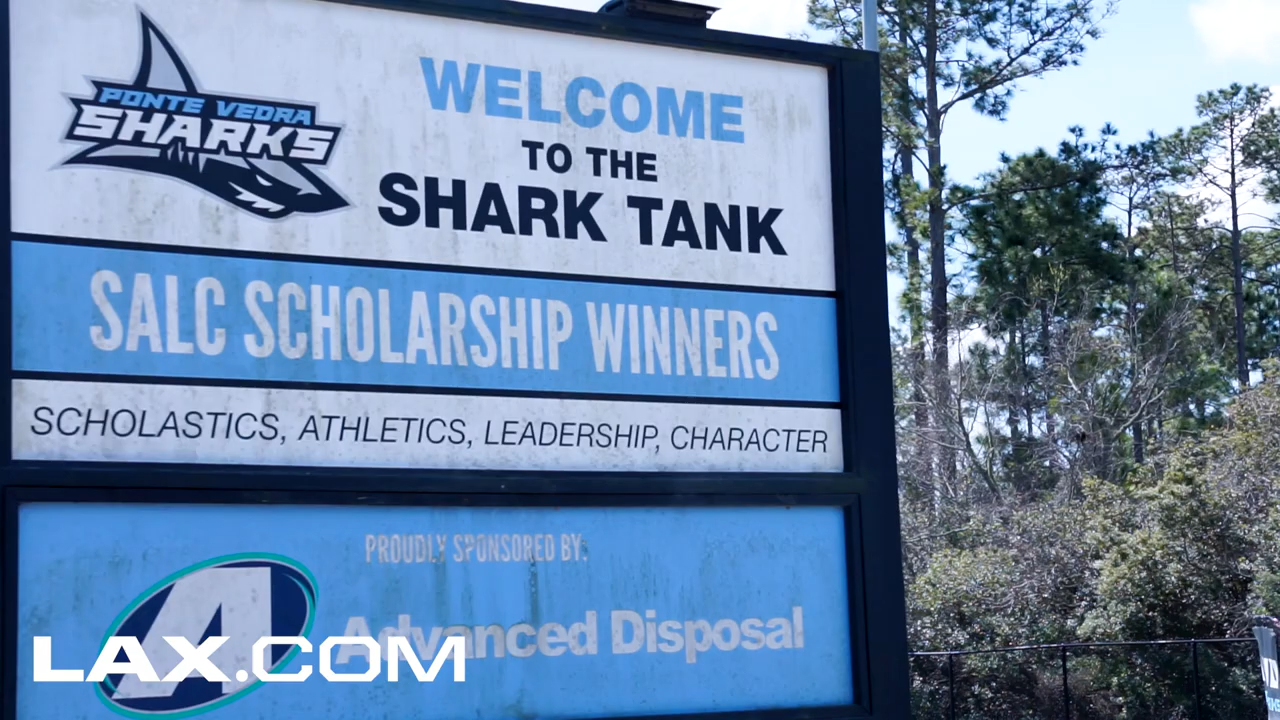 PONTE VEDRA
SHARKS
WELCOME
TO THE
SHARK TANK
SALC SCHOLARSHIP WINNERS
SCHOLASTICS, ATHLETICS, LEADERSHIP, CHARACTER
PROUDLY SPONSORED BY:
A
Advanced Disposal
LAX.COM